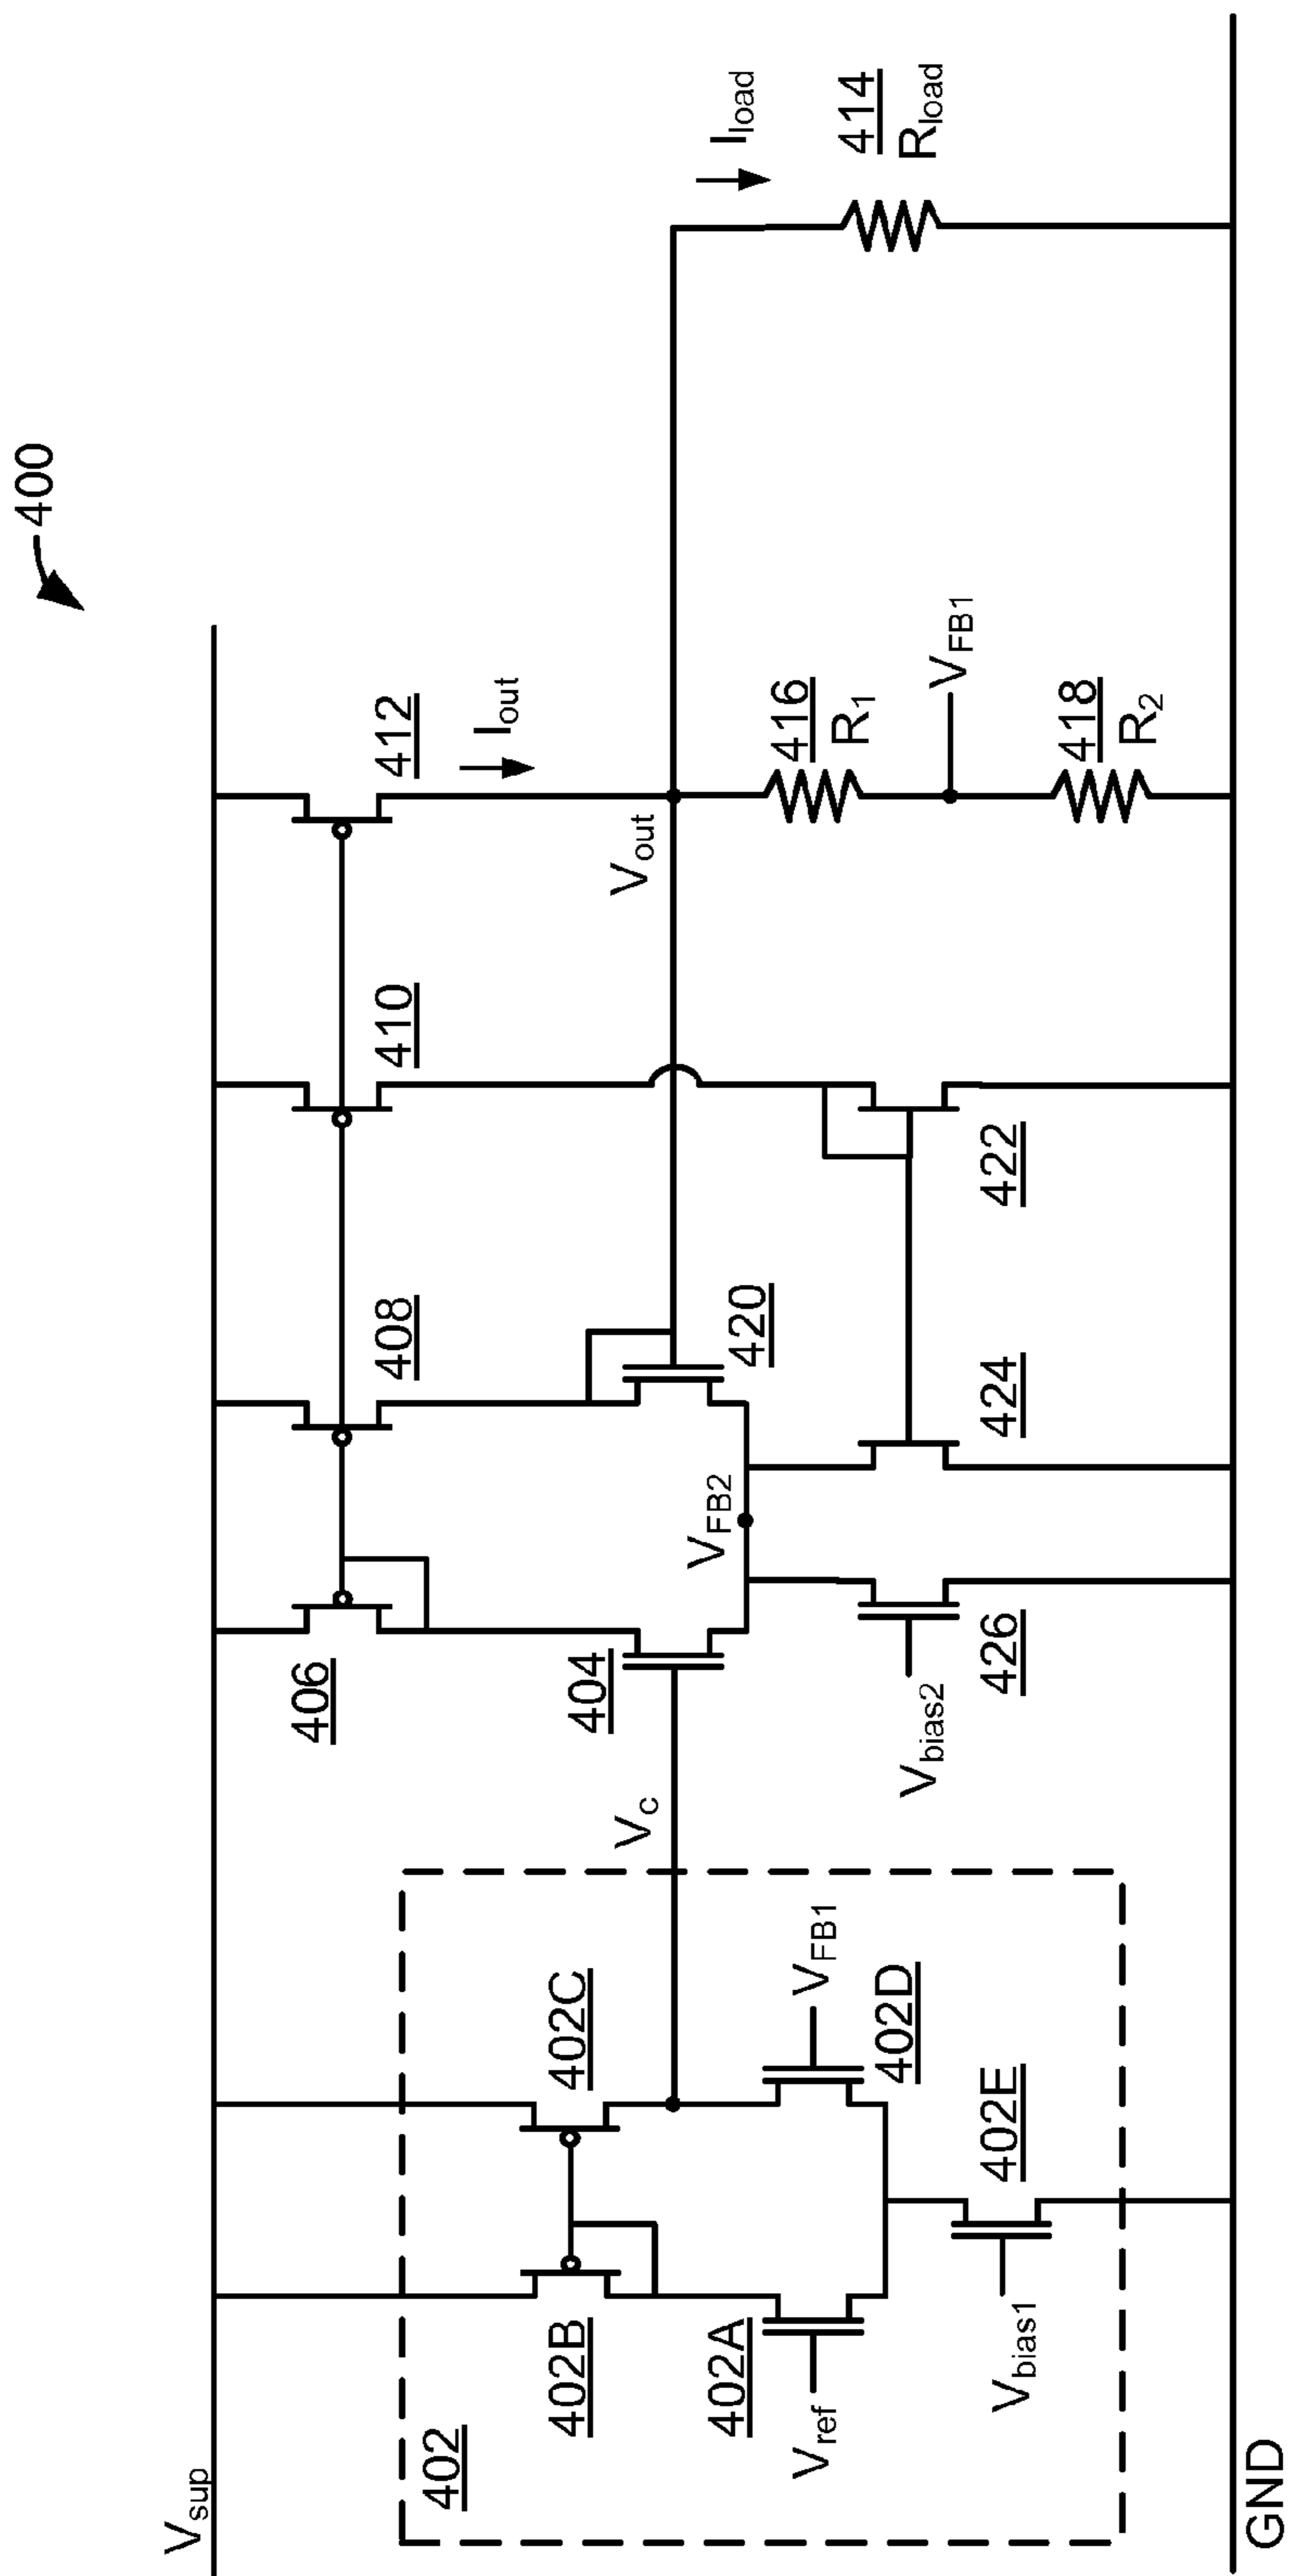 400
V_sup
406
408
410
412
I_out
402
402B
402C
V_c
404
V_FB2
420
V_out
I_load
402A
V_ref
V_FB1
402D
416
R_1
414
R_load
V_bias1
402E
V_bias2
426
424
422
V_FB1
418
R_2
GND